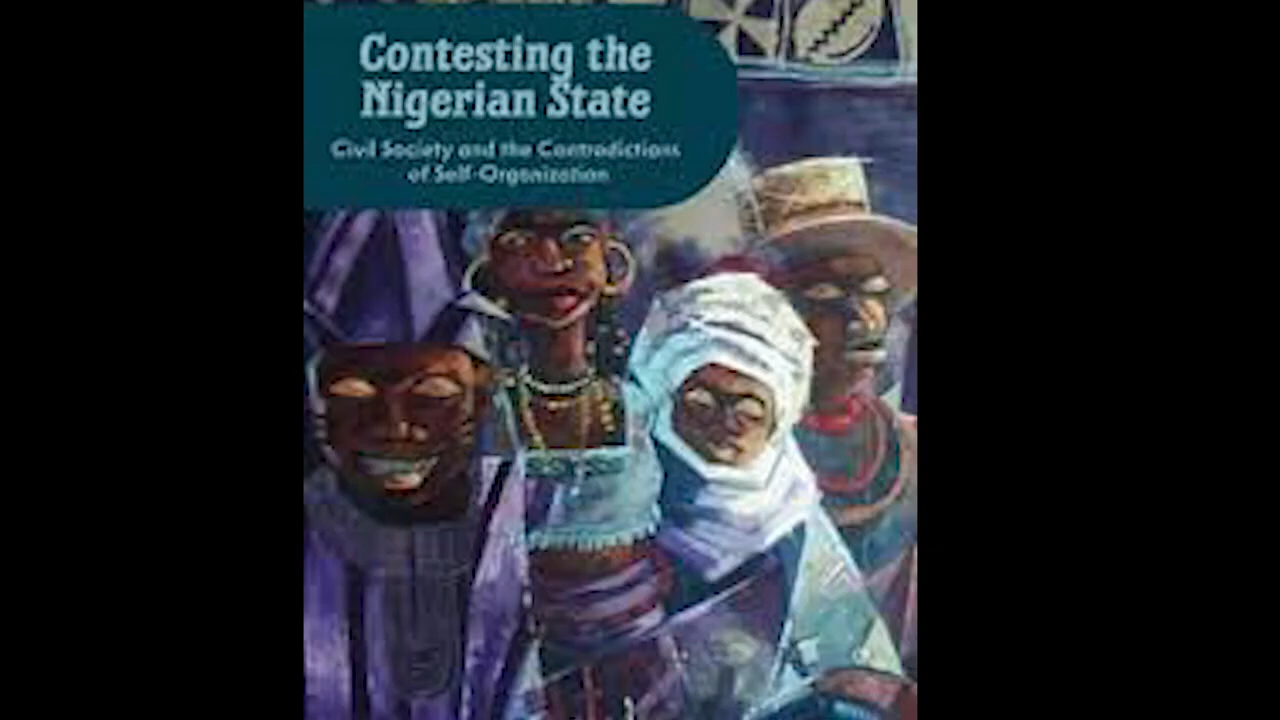 Contesting the
Nigerian State
Civil Society and the Contradictions
of Self-Organization